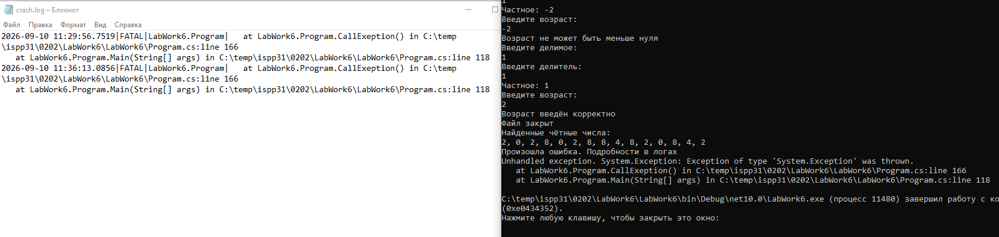 crash.log – Блокнот
Файл Правка Формат Вид Справка
2026-09-10 11:29:56.7519|FATAL|LabWork6.Program|   at LabWork6.Program.CallExeption() in C:\temp
\ispp31\0202\LabWork6\LabWork6\Program.cs:line 166
   at LabWork6.Program.Main(String[] args) in C:\temp\ispp31\0202\LabWork6\LabWork6\Program.cs:line 118
2026-09-10 11:36:13.0856|FATAL|LabWork6.Program|   at LabWork6.Program.CallExeption() in C:\temp
\ispp31\0202\LabWork6\LabWork6\Program.cs:line 166
   at LabWork6.Program.Main(String[] args) in C:\temp\ispp31\0202\LabWork6\LabWork6\Program.cs:line 118
1
Частное: -2
Введите возраст:
-2
Возраст не может быть меньше нуля
Введите делимое:
1
Введите делитель:
1
Частное: 1
Введите возраст:
2
Возраст введён корректно
Файл закрыт
Найденные чётные числа:
2, 0, 2, 8, 0, 2, 8, 8, 4, 8, 2, 0, 8, 4, 2
Произошла ошибка. Подробности в логах
Unhandled exception. System.Exception: Exception of type 'System.Exception' was thrown.
   at LabWork6.Program.CallExeption() in C:\temp\ispp31\0202\LabWork6\LabWork6\Program.cs:line 166
   at LabWork6.Program.Main(String[] args) in C:\temp\ispp31\0202\LabWork6\LabWork6\Program.cs:line 118
C:\temp\ispp31\0202\LabWork6\LabWork6\bin\Debug\net10.0\LabWork6.exe (процесс 11480) завершил работу с ко
(0xe0434352).
Нажмите любую клавишу, чтобы закрыть это окно: